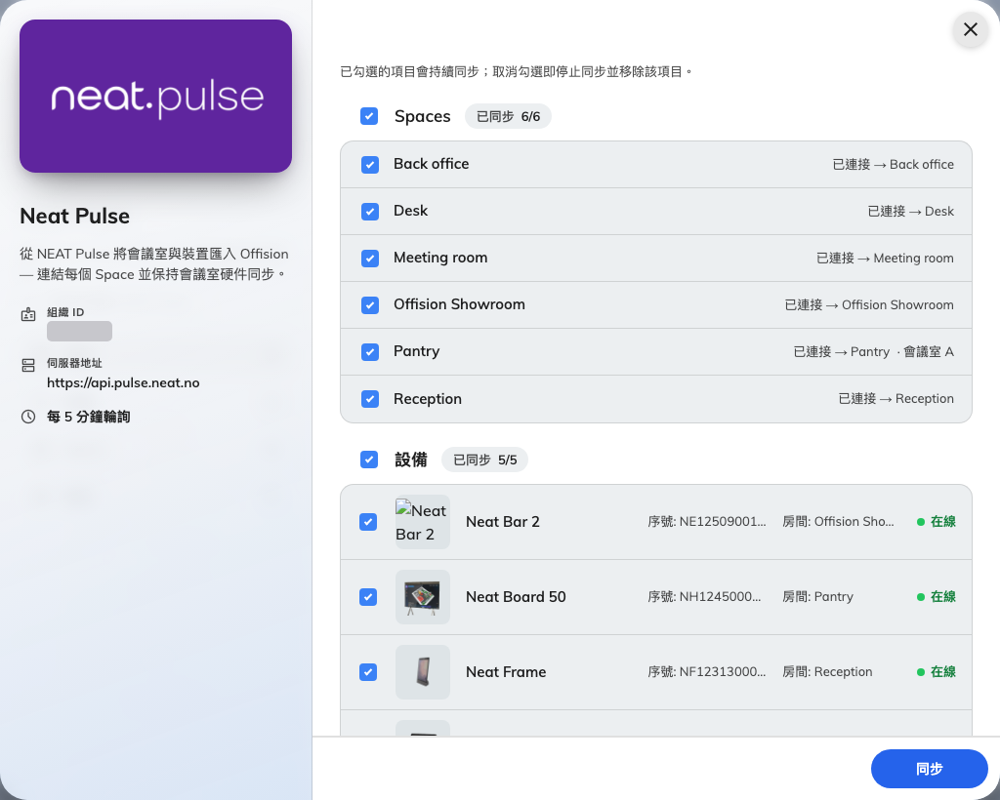 neat.pulse
Neat Pulse
從 NEAT Pulse 將會議室與裝置匯入 Offision
— 連結每個 Space 並保持會議室硬件同步。
組織 ID
伺服器地址
https://api.pulse.neat.no
每 5 分鐘輪詢
已勾選的項目會持續同步；取消勾選即停止同步並移除該項目。
Spaces 已同步 6/6
Back office 已連接 → Back office
Desk 已連接 → Desk
Meeting room 已連接 → Meeting room
Offision Showroom 已連接 → Offision Showroom
Pantry 已連接 → Pantry · 會議室 A
Reception 已連接 → Reception
設備 已同步 5/5
Neat
Bar 2
Neat Bar 2 序號: NE12509001... 房間: Offision Sho... 在線
Neat Board 50 序號: NH1245000... 房間: Pantry 在線
Neat Frame 序號: NF12313000... 房間: Reception 在線
同步